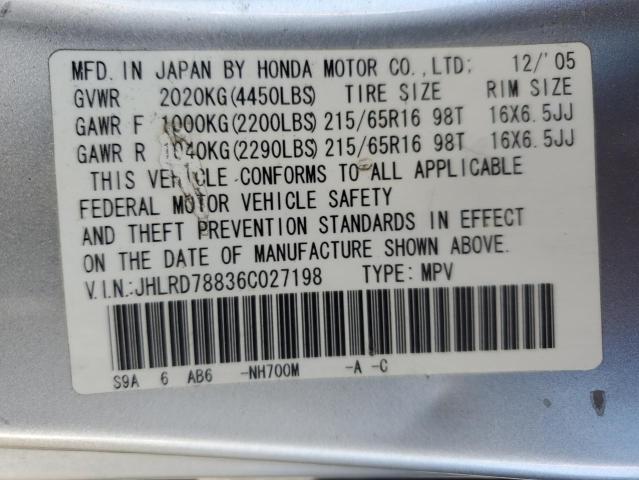 MFD. IN JAPAN BY HONDA MOTOR CO.,LTD: 12/'05
GVWR 2020KG(4450LBS) TIRE SIZE RIM SIZE
GAWR F 1000KG(2200LBS) 215/65R16 98T 16X6.5JJ
GAWR R 1040KG(2290LBS) 215/65R16 98T 16X6.5JJ
THIS VEHICLE CONFORMS TO ALL APPLICABLE
FEDERAL MOTOR VEHICLE SAFETY
AND THEFT PREVENTION STANDARDS IN EFFECT
ON THE DATE OF MANUFACTURE SHOWN ABOVE.
V.I.N.:JHLRD78836C027198 TYPE: MPV
S9A 6 AB6 -NH700M -A -C